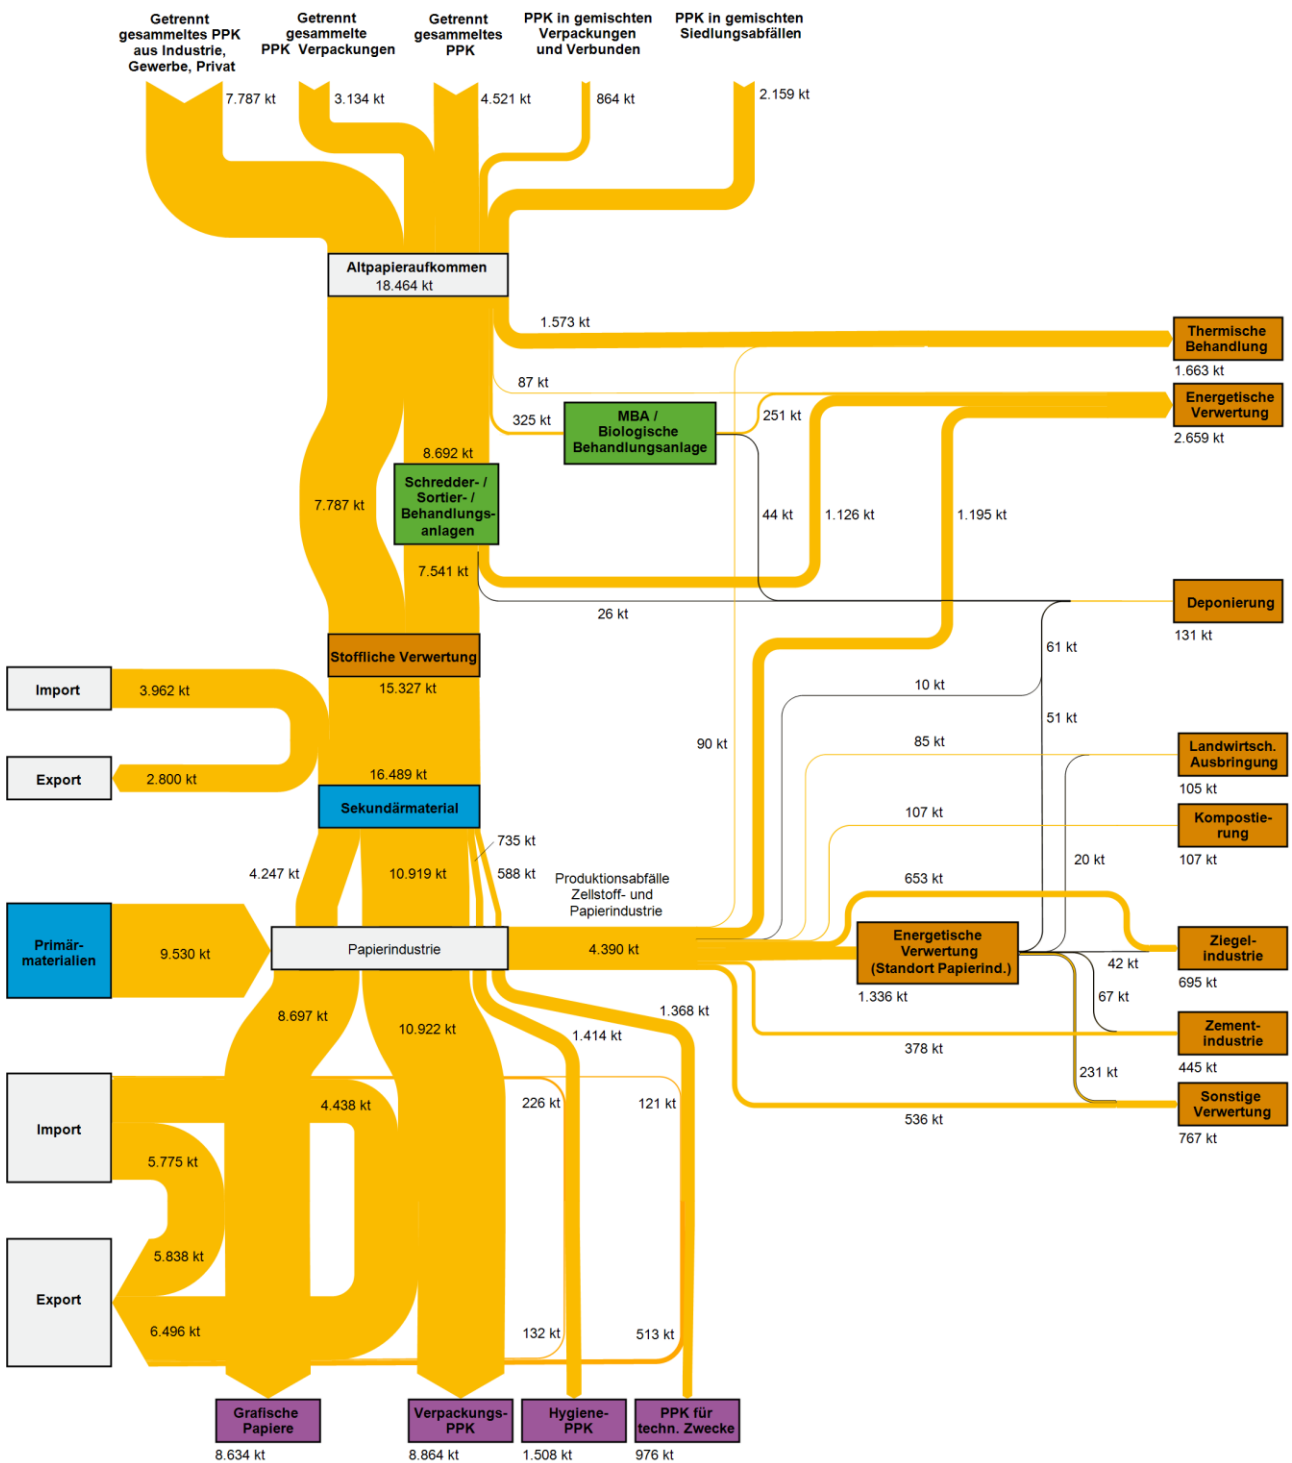 Getrennt
gesammeltes PPK
aus Industrie,
Gewerbe, Privat
Getrennt
gesammelte
PPK Verpackungen
Getrennt
gesammeltes
PPK
PPK in gemischten
Verpackungen
und Verbunden
PPK in gemischten
Siedlungsabfällen
7.787 kt
3.134 kt
4.521 kt
864 kt
2.159 kt
Altpapieraufkommen
18.464 kt
1.573 kt
Thermische
Behandlung
1.663 kt
87 kt
Energetische
Verwertung
2.659 kt
325 kt
MBA /
Biologische
Behandlungsanlage
251 kt
8.692 kt
Schredder- /
Sortier- /
Behandlungs-
anlagen
7.787 kt
44 kt
1.126 kt
1.195 kt
7.541 kt
26 kt
Deponierung
131 kt
Stoffliche Verwertung
15.327 kt
61 kt
Import
3.962 kt
10 kt
51 kt
90 kt
85 kt
Landwirtsch.
Ausbringung
105 kt
Export
2.800 kt
16.489 kt
Sekundärmaterial
107 kt
Kompostie-
rung
107 kt
735 kt
4.247 kt
10.919 kt
588 kt
20 kt
Produktionsabfälle
Zellstoff- und
Papierindustrie
653 kt
Primär-
materialien
9.530 kt
Papierindustrie
4.390 kt
Energetische
Verwertung
(Standort Papierind.)
1.336 kt
42 kt
Ziegel-
industrie
695 kt
67 kt
8.697 kt
10.922 kt
1.414 kt
1.368 kt
378 kt
Zement-
industrie
445 kt
231 kt
Import
4.438 kt
226 kt
121 kt
536 kt
Sonstige
Verwertung
767 kt
5.775 kt
5.838 kt
Export
6.496 kt
132 kt
513 kt
Grafische
Papiere
8.634 kt
Verpackungs-
PPK
8.864 kt
Hygiene-
PPK
1.508 kt
PPK für
techn. Zwecke
976 kt